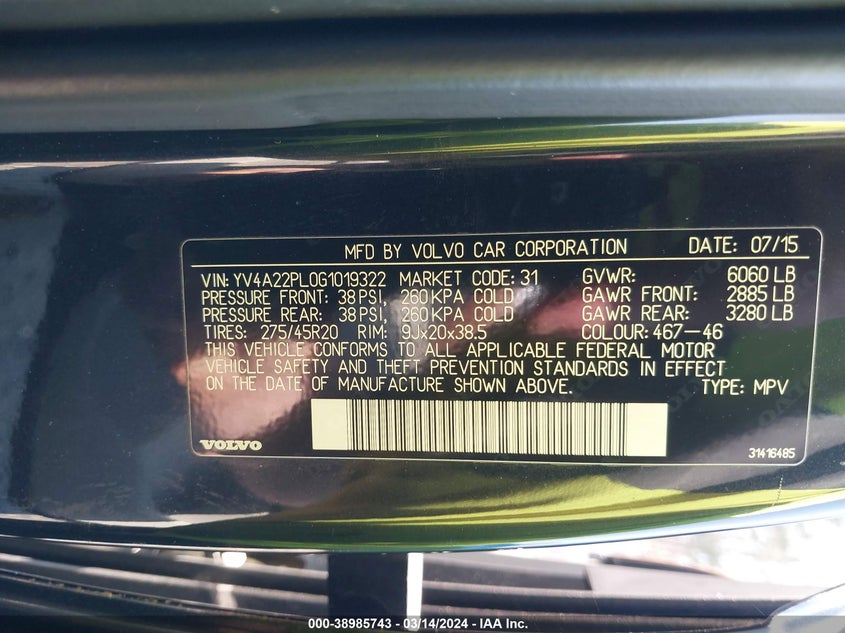 MFD BY VOLVO CAR CORPORATION DATE: 07/15
VIN: YV4A22PL0G1019322 MARKET CODE: 31 GVWR: 6060 LB
PRESSURE FRONT: 38 PSI, 260 KPA COLD GAWR FRONT: 2885 LB
PRESSURE REAR: 38 PSI, 260 KPA COLD GAWR REAR: 3280 LB
TIRES: 275/45R20 RIM: 9Jx20x38.5 COLOUR: 467-46
THIS VEHICLE CONFORMS TO ALL APPLICABLE FEDERAL MOTOR
VEHICLE SAFETY AND THEFT PREVENTION STANDARDS IN EFFECT
ON THE DATE OF MANUFACTURE SHOWN ABOVE. TYPE: MPV
VOLVO 31416485
000-38985743 - 03/14/2024 - IAA Inc.